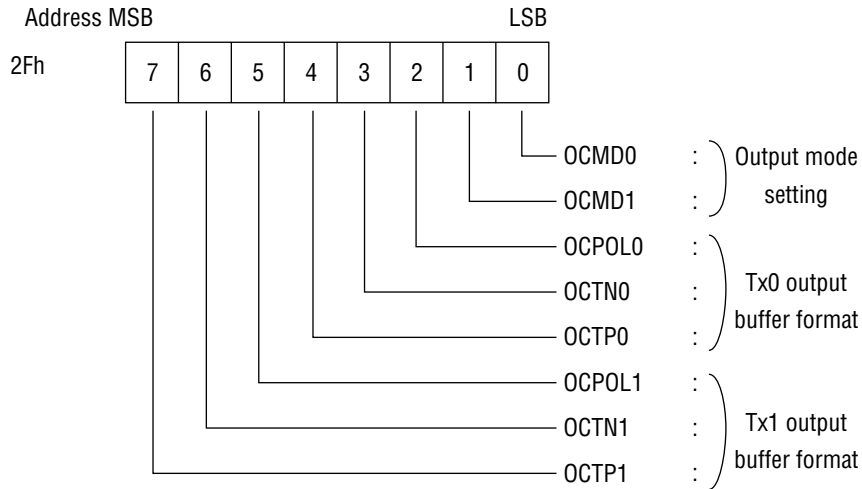 Address MSB LSB
2Fh 7 6 5 4 3 2 1 0
OCMD0 :
OCMD1 :
Output mode
setting
OCPOL0 :
OCTN0 :
OCTP0 :
Tx0 output
buffer format
OCPOL1 :
OCTN1 :
OCTP1 :
Tx1 output
buffer format